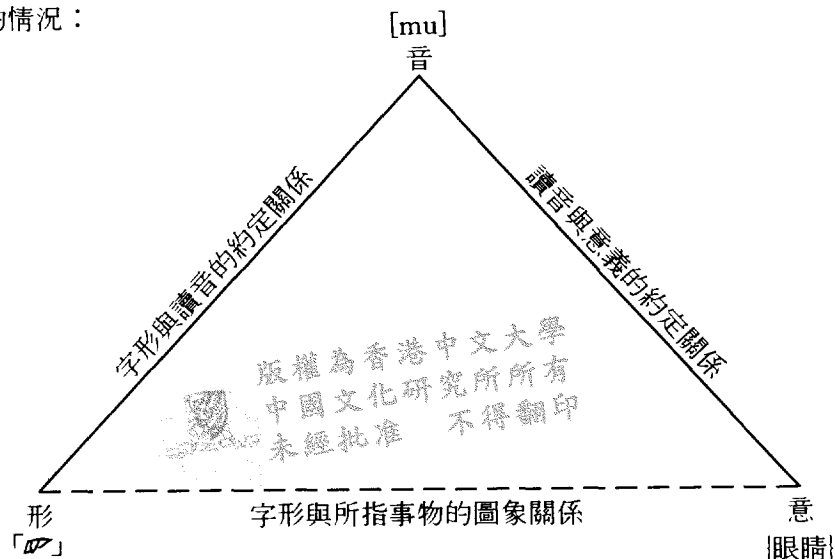 的情況：
[mu]
音
字形與讀音的約定關係
讀音與意義的約定關係
版權為香港中文大學
中國文化研究所所有
未經批准 不得翻印
字形與所指事物的圖象關係
形
「」
意
{眼睛}